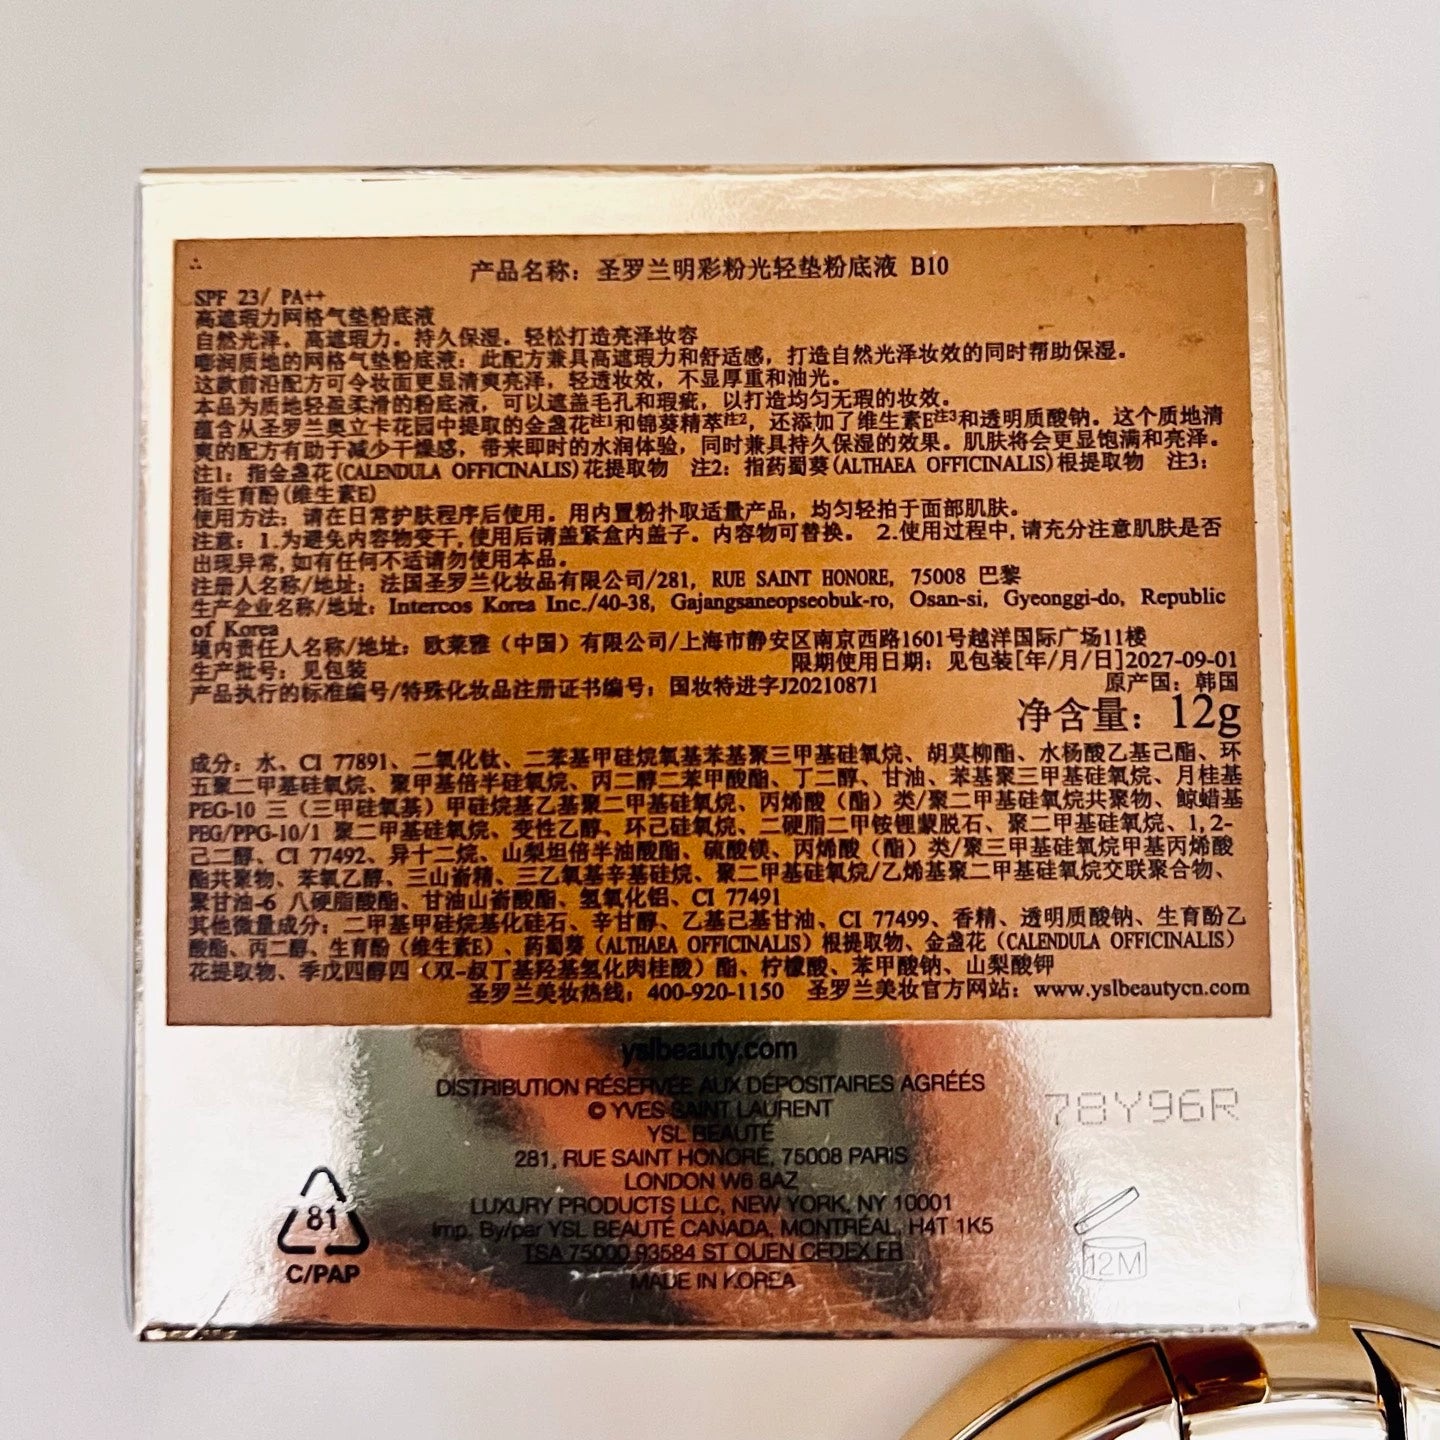 产品名称：圣罗兰明彩粉光轻垫粉底液 B10
SPF 23/ PA++
高遮瑕力网格气垫粉底液
自然光泽。高遮瑕力。持久保湿。轻松打造亮泽妆容
嘭润质地的网格气垫粉底液：此配方兼具高遮瑕力和舒适感，打造自然光泽妆效的同时帮助保湿。
这款前沿配方可令妆面更显清爽亮泽，轻透妆效，不显厚重和油光。
本品为质地轻盈柔滑的粉底液，可以遮盖毛孔和瑕疵，以打造均匀无瑕的妆效。
蕴含从圣罗兰奥立卡花园中提取的金盏花注1和锦葵精萃注2，还添加了维生素E注3和透明质酸钠。这个质地清
爽的配方有助于减少干燥感，带来即时的水润体验，同时兼具持久保湿的效果。肌肤将会更显饱满和亮泽。
注1：指金盏花(CALENDULA OFFICINALIS)花提取物 注2：指药蜀葵(ALTHAEA OFFICINALIS)根提取物 注3：
指生育酚(维生素E)
使用方法：请在日常护肤程序后使用。用内置粉扑取适量产品，均匀轻拍于面部肌肤。
注意：1.为避免内容物变干,使用后请盖紧盒内盖子。内容物可替换。 2.使用过程中,请充分注意肌肤是否
出现异常,如有任何不适请勿使用本品。
注册人名称/地址：法国圣罗兰化妆品有限公司/281, RUE SAINT HONORE, 75008 巴黎
生产企业名称/地址：Intercos Korea Inc./40-38, Gajangsaneopseobuk-ro, Osan-si, Gyeonggi-do, Republic
of Korea
境内责任人名称/地址：欧莱雅（中国）有限公司/上海市静安区南京西路1601号越洋国际广场11楼
生产批号：见包装 限期使用日期：见包装[年/月/日]2027-09-01
产品执行的标准编号/特殊化妆品注册证书编号：国妆特进字J20210871 原产国：韩国
净含量：12g
成分：水、CI 77891、二氧化钛、二苯基甲硅烷氧基苯基聚三甲基硅氧烷、胡莫柳酯、水杨酸乙基己酯、环
五聚二甲基硅氧烷、聚甲基倍半硅氧烷、丙二醇二苯甲酸酯、丁二醇、甘油、苯基聚三甲基硅氧烷、月桂基
PEG-10 三（三甲硅氧基）甲硅烷基乙基聚二甲基硅氧烷、丙烯酸（酯）类/聚二甲基硅氧烷共聚物、鲸蜡基
PEG/PPG-10/1 聚二甲基硅氧烷、变性乙醇、环己硅氧烷、二硬脂二甲铵锂蒙脱石、聚二甲基硅氧烷、1,2-
己二醇、CI 77492、异十二烷、山梨坦倍半油酸酯、硫酸镁、丙烯酸（酯）类/聚三甲基硅氧烷甲基丙烯酸
酯共聚物、苯氧乙醇、三山嵛精、三乙氧基辛基硅烷、聚二甲基硅氧烷/乙烯基聚二甲基硅氧烷交联聚合物、
聚甘油-6 八硬脂酸酯、甘油山嵛酸酯、氢氧化铝、CI 77491
其他微量成分：二甲基甲硅烷基化硅石、辛甘醇、乙基己基甘油、CI 77499、香精、透明质酸钠、生育酚乙
酸酯、丙二醇、生育酚（维生素E）、药蜀葵（ALTHAEA OFFICINALIS）根提取物、金盏花（CALENDULA OFFICINALIS）
花提取物、季戊四醇四（双-叔丁基羟基氢化肉桂酸）酯、柠檬酸、苯甲酸钠、山梨酸钾
圣罗兰美妆热线：400-920-1150 圣罗兰美妆官方网站：www.yslbeautycn.com
yslbeauty.com
DISTRIBUTION RÉSERVÉE AUX DÉPOSITAIRES AGRÉÉS
© YVES SAINT LAURENT
YSL BEAUTÉ
281, RUE SAINT HONORÉ, 75008 PARIS
LONDON W6 8AZ
LUXURY PRODUCTS LLC, NEW YORK, NY 10001
Imp. By/par YSL BEAUTÉ CANADA, MONTRÉAL, H4T 1K5
TSA 75000 93584 ST OUEN CEDEX FR
MADE IN KOREA
78Y96R
81
C/PAP
12M